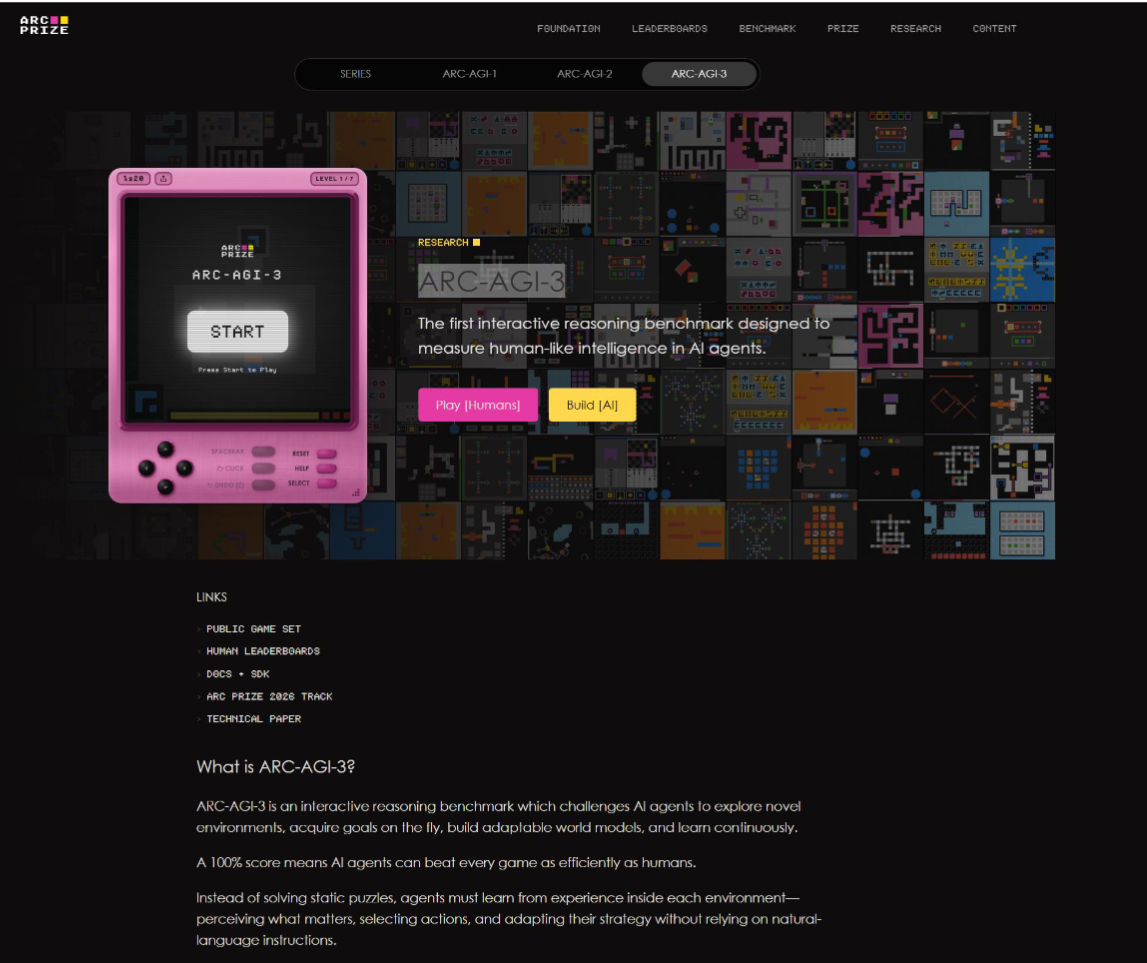 ARC
PRIZE
FOUNDATION
LEADERBOARDS
BENCHMARK
PRIZE
RESEARCH
CONTENT
SERIES
ARC-AGI-1
ARC-AGI-2
ARC-AGI-3
ls20
LEVEL 1/7
ARC
PRIZE
ARC-AGI-3
START
Press Start to Play
SPACEBAR
CLICK
UNDO (Z)
RESET
HELP
SELECT
RESEARCH
ARC-AGI-3
The first interactive reasoning benchmark designed to
measure human-like intelligence in AI agents.
Play [Humans]
Build [AI]
LINKS
› PUBLIC GAME SET
› HUMAN LEADERBOARDS
› DOCS + SDK
› ARC PRIZE 2026 TRACK
› TECHNICAL PAPER
What is ARC-AGI-3?
ARC-AGI-3 is an interactive reasoning benchmark which challenges AI agents to explore novel
environments, acquire goals on the fly, build adaptable world models, and learn continuously.
A 100% score means AI agents can beat every game as efficiently as humans.
Instead of solving static puzzles, agents must learn from experience inside each environment—
perceiving what matters, selecting actions, and adapting their strategy without relying on natural-
language instructions.